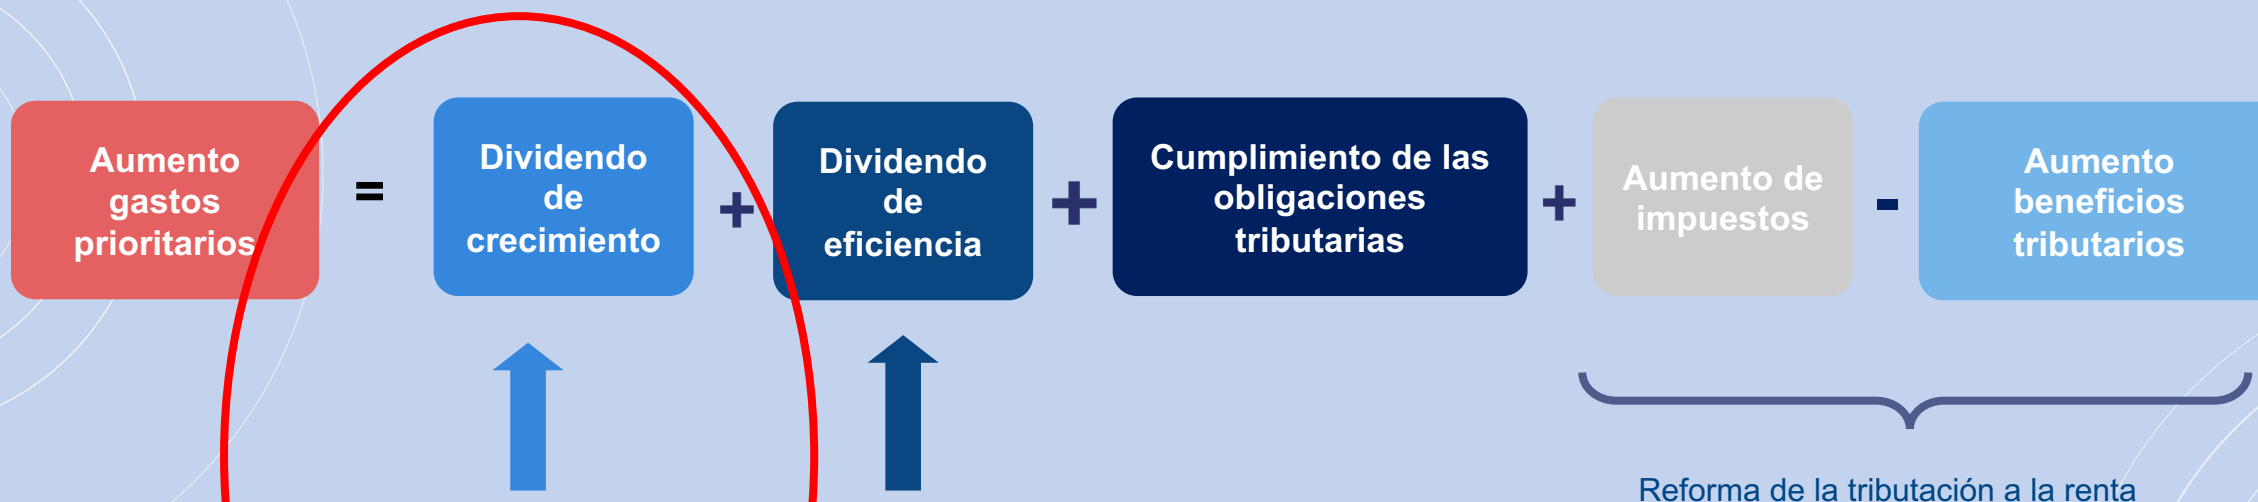 Aumento
gastos
prioritarios
=
Dividendo
de
crecimiento
+
Dividendo
de
eficiencia
+
Cumplimiento de las
obligaciones
tributarias
+
Aumento de
impuestos
-
Aumento
beneficios
tributarios
Reforma de la tributación a la renta